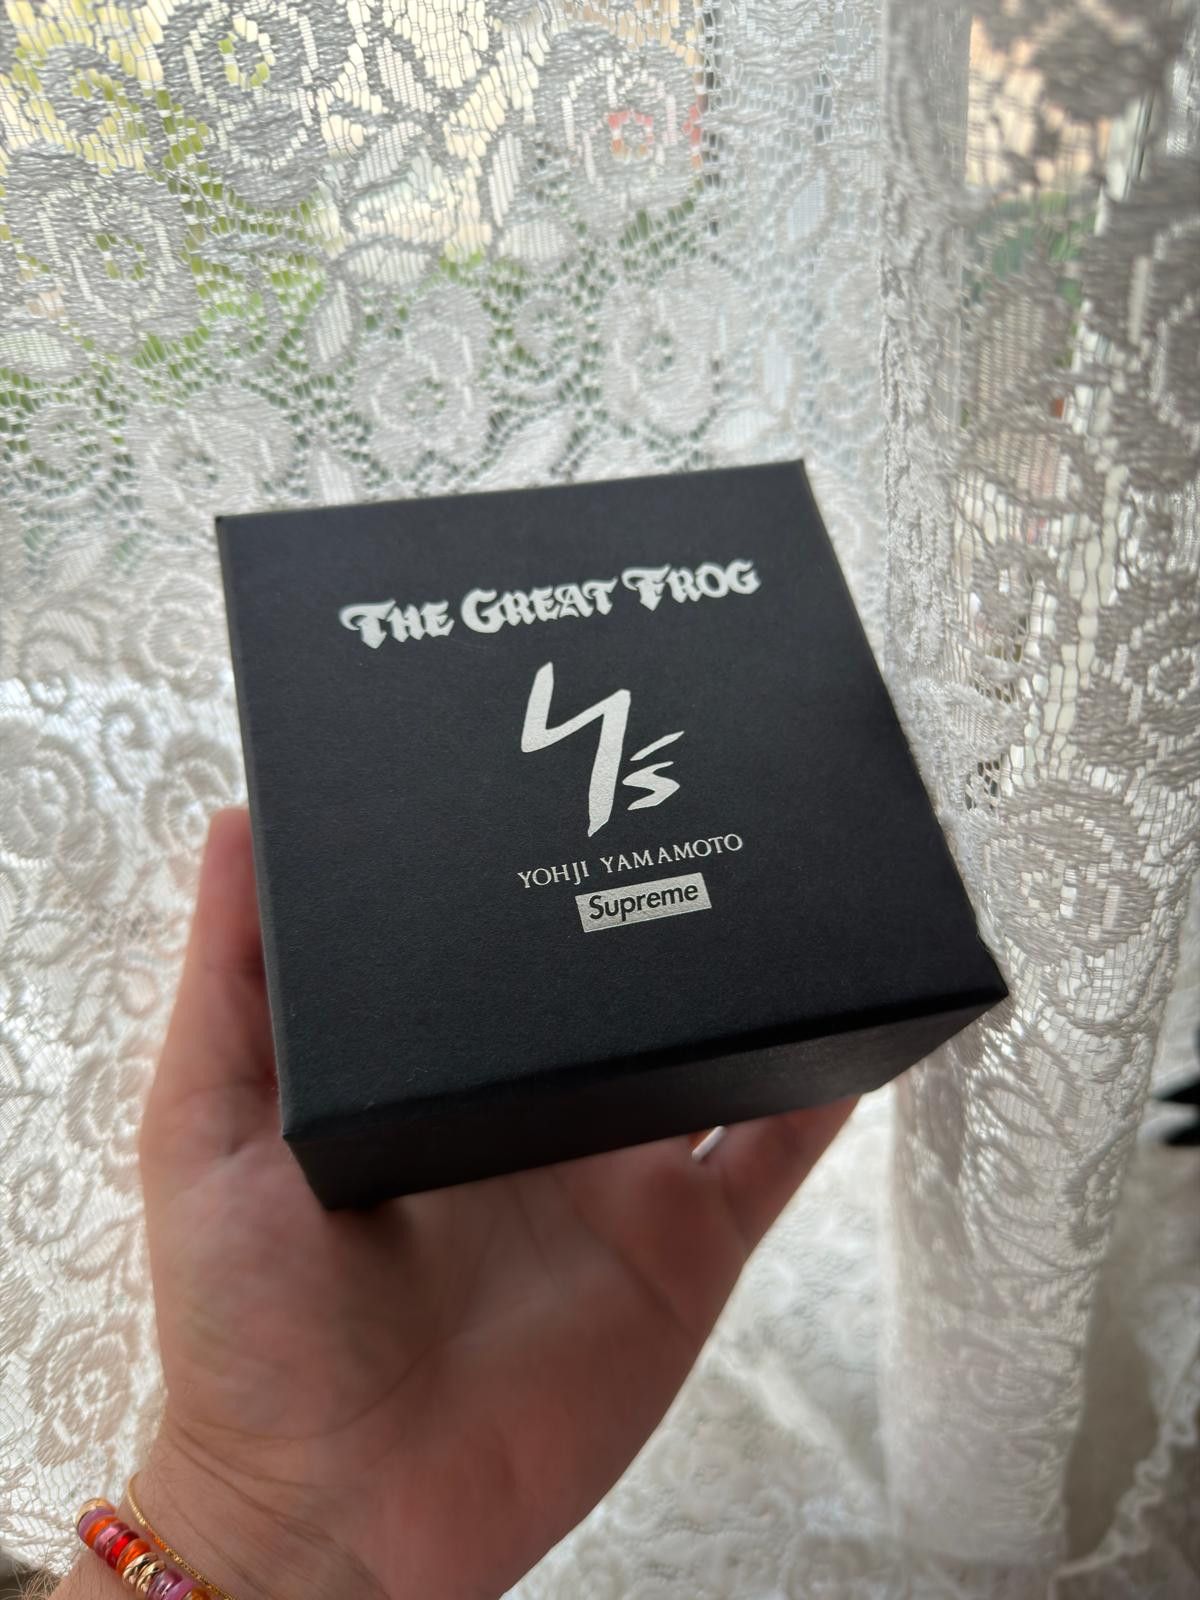 THE GREAT FROG
Y's
YOHJI YAMAMOTO
Supreme